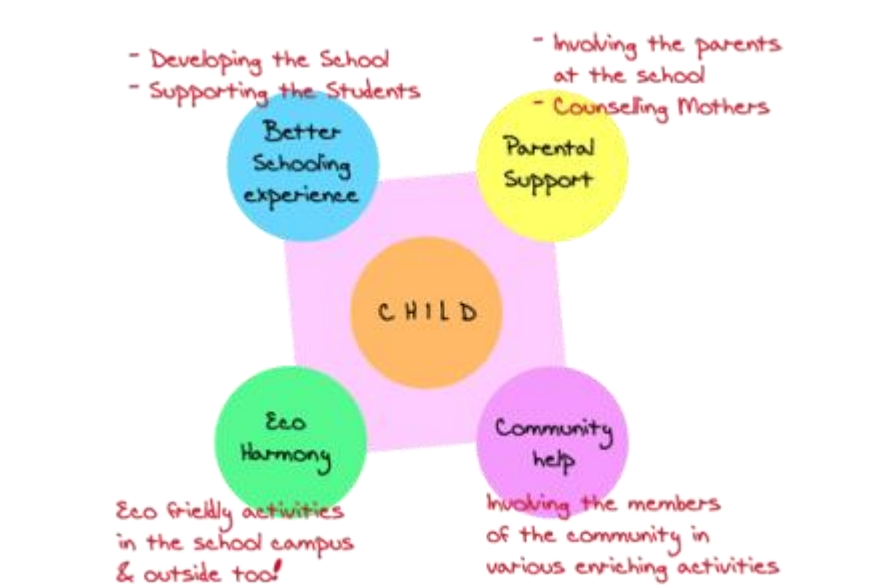 - Developing the School
- Supporting the Students
- Involving the parents
at the school
- Counselling Mothers
Better
Schooling
experience
Parental
Support
CHILD
Eco
Harmony
Community
help
Eco frieldly activities
in the school campus
& outside too!
Involving the members
of the community in
various enriching activities